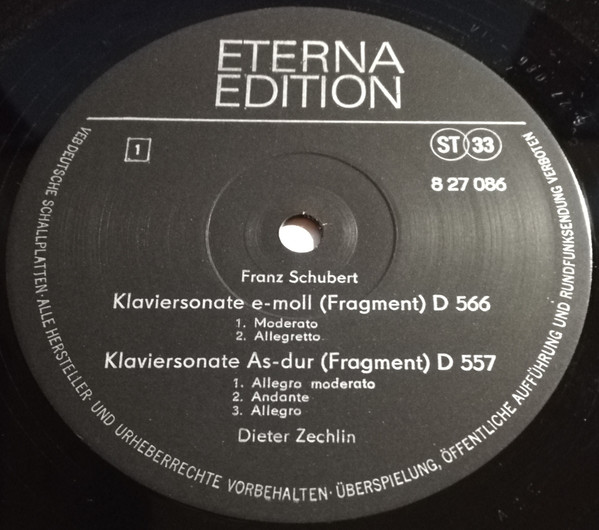 ETERNA
EDITION
1
ST 33
8 27 086
Franz Schubert
Klaviersonate e-moll (Fragment) D 566
1. Moderato
2. Allegretto
Klaviersonate As-dur (Fragment) D 557
1. Allegro moderato
2. Andante
3. Allegro
Dieter Zechlin
VEB DEUTSCHE SCHALLPLATTEN · ALLE HERSTELLER- UND URHEBERRECHTE VORBEHALTEN · ÜBERSPIELUNG, ÖFFENTLICHE AUFFÜHRUNG UND RUNDFUNKSENDUNG VERBOTEN